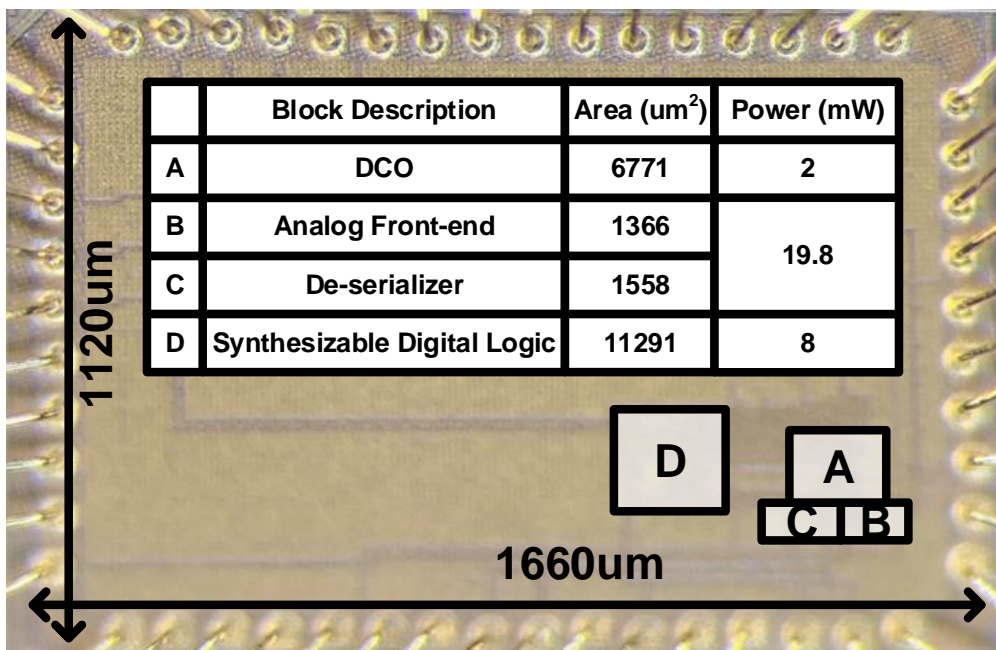 Block Description Area (um²) Power (mW)
A DCO 6771 2
B Analog Front-end 1366 19.8
C De-serializer 1558
D Synthesizable Digital Logic 11291 8
1120um
D A
C B
1660um